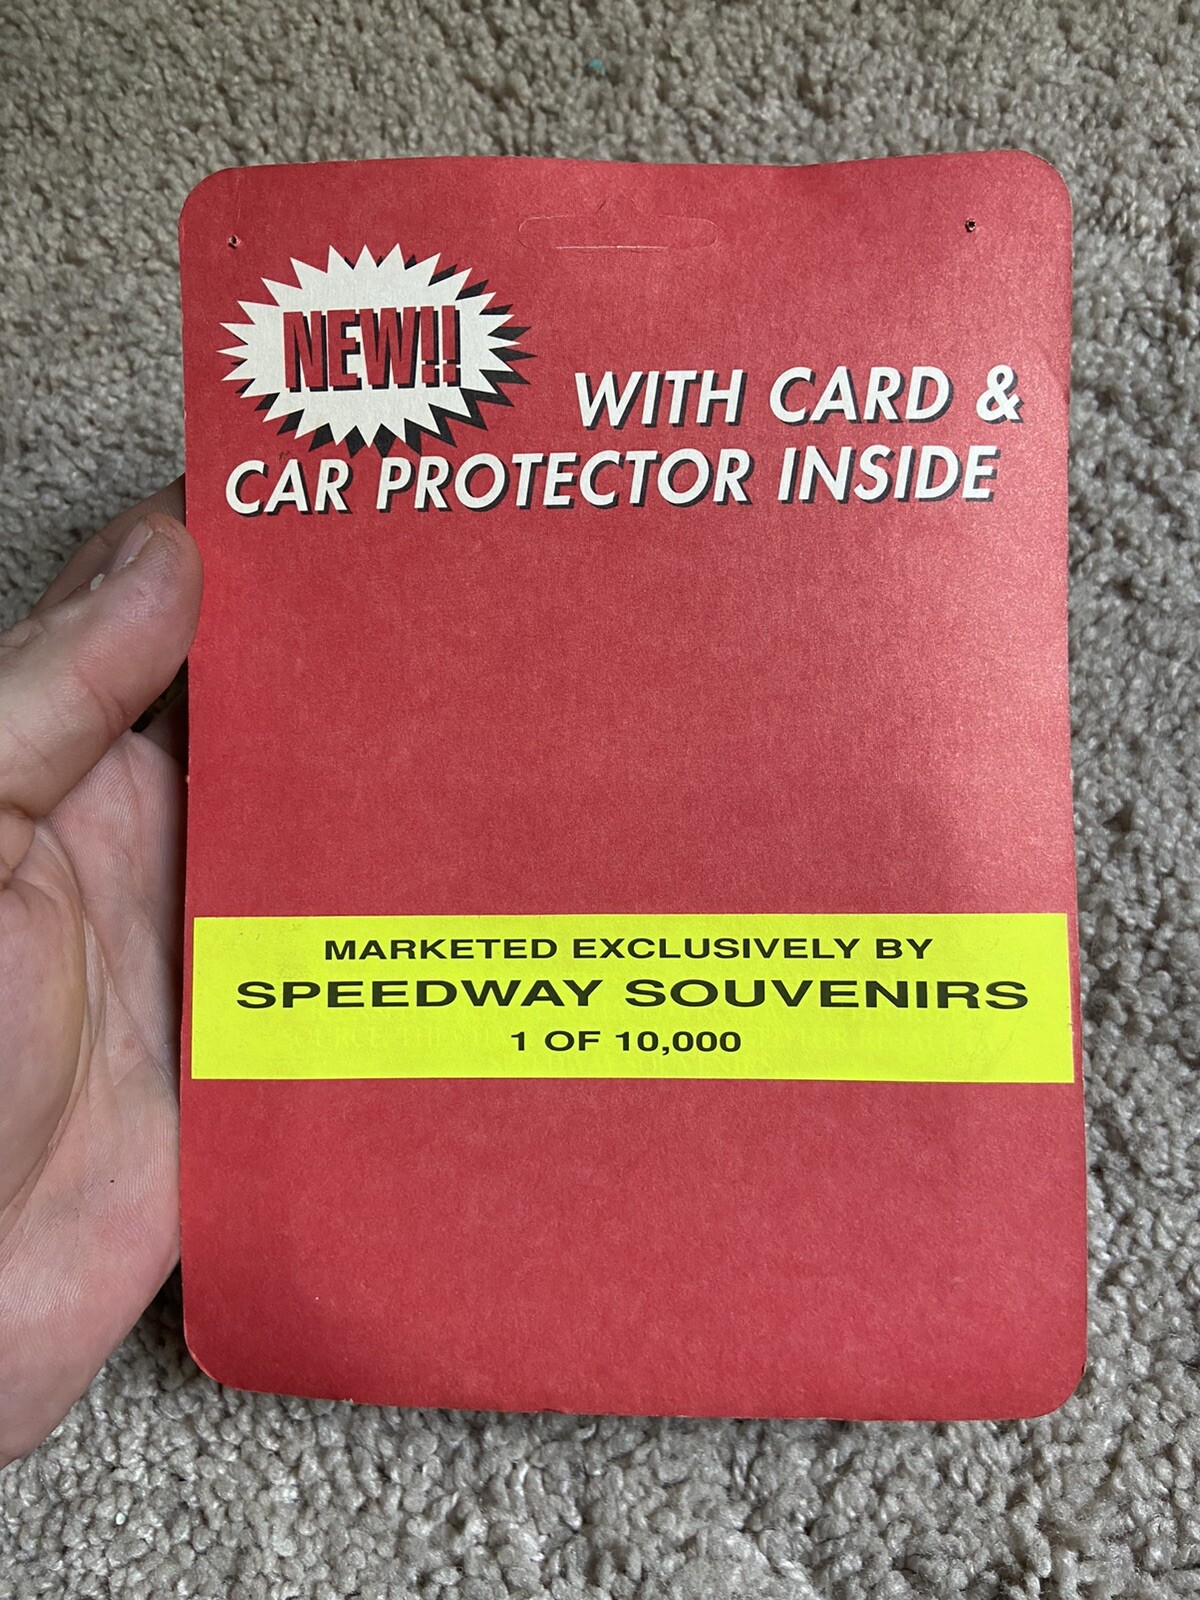 NEW!!
WITH CARD &
CAR PROTECTOR INSIDE
MARKETED EXCLUSIVELY BY
SPEEDWAY SOUVENIRS
1 OF 10,000